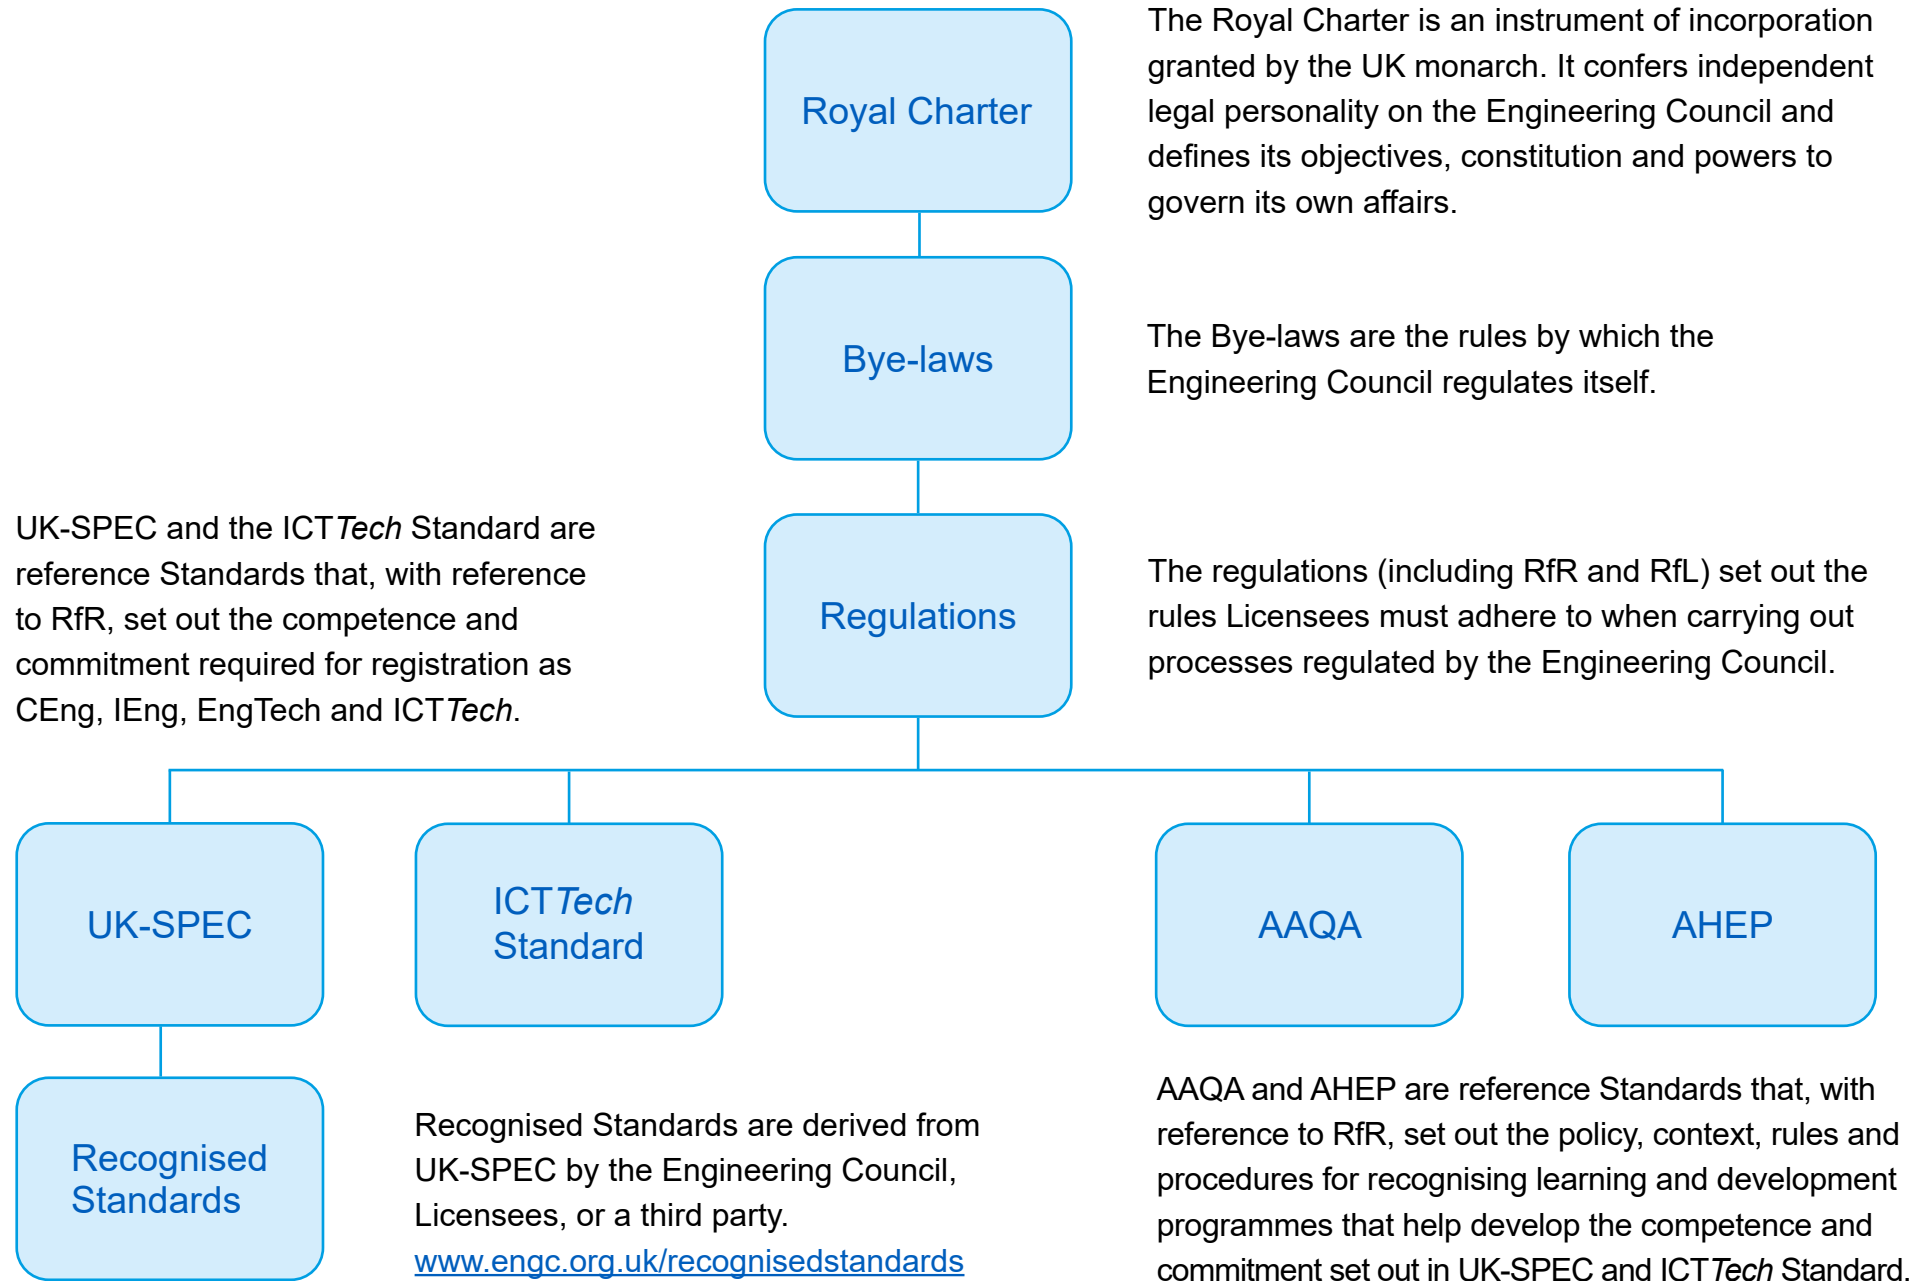 Royal Charter
The Royal Charter is an instrument of incorporation
granted by the UK monarch. It confers independent
legal personality on the Engineering Council and
defines its objectives, constitution and powers to
govern its own affairs.
Bye-laws
The Bye-laws are the rules by which the
Engineering Council regulates itself.
UK-SPEC and the ICTTech Standard are
reference Standards that, with reference
to RfR, set out the competence and
commitment required for registration as
CEng, IEng, EngTech and ICTTech.
Regulations
The regulations (including RfR and RfL) set out the
rules Licensees must adhere to when carrying out
processes regulated by the Engineering Council.
UK-SPEC
ICTTech
Standard
AAQA
AHEP
Recognised
Standards
Recognised Standards are derived from
UK-SPEC by the Engineering Council,
Licensees, or a third party.
www.engc.org.uk/recognisedstandards
AAQA and AHEP are reference Standards that, with
reference to RfR, set out the policy, context, rules and
procedures for recognising learning and development
programmes that help develop the competence and
commitment set out in UK-SPEC and ICTTech Standard.